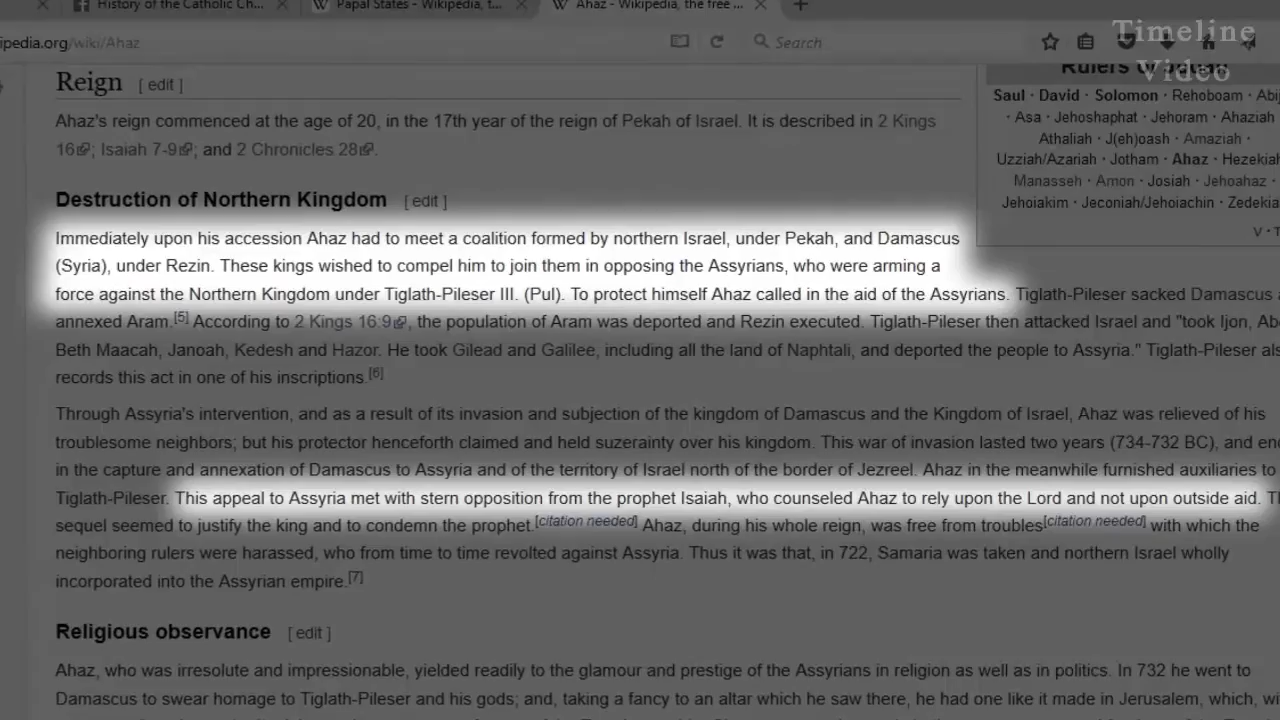 History of the Catholic Ch...
Papal States - Wikipedia, t...
Ahaz - Wikipedia, the free ...
ipedia.org/wiki/Ahaz
Search
Timeline
Video
Reign [ edit ]
Ahaz's reign commenced at the age of 20, in the 17th year of the reign of Pekah of Israel. It is described in 2 Kings
16; Isaiah 7-9; and 2 Chronicles 28.
Destruction of Northern Kingdom [ edit ]
Immediately upon his accession Ahaz had to meet a coalition formed by northern Israel, under Pekah, and Damascus
(Syria), under Rezin. These kings wished to compel him to join them in opposing the Assyrians, who were arming a
force against the Northern Kingdom under Tiglath-Pileser III. (Pul). To protect himself Ahaz called in the aid of the Assyrians. Tiglath-Pileser sacked Damascus a
annexed Aram.[5] According to 2 Kings 16:9, the population of Aram was deported and Rezin executed. Tiglath-Pileser then attacked Israel and "took Ijon, Ab
Beth Maacah, Janoah, Kedesh and Hazor. He took Gilead and Galilee, including all the land of Naphtali, and deported the people to Assyria." Tiglath-Pileser als
records this act in one of his inscriptions.[6]
Through Assyria's intervention, and as a result of its invasion and subjection of the kingdom of Damascus and the Kingdom of Israel, Ahaz was relieved of his
troublesome neighbors; but his protector henceforth claimed and held suzerainty over his kingdom. This war of invasion lasted two years (734-732 BC), and en
in the capture and annexation of Damascus to Assyria and of the territory of Israel north of the border of Jezreel. Ahaz in the meanwhile furnished auxiliaries to
Tiglath-Pileser. This appeal to Assyria met with stern opposition from the prophet Isaiah, who counseled Ahaz to rely upon the Lord and not upon outside aid. T
sequel seemed to justify the king and to condemn the prophet.[citation needed] Ahaz, during his whole reign, was free from troubles[citation needed] with which the
neighboring rulers were harassed, who from time to time revolted against Assyria. Thus it was that, in 722, Samaria was taken and northern Israel wholly
incorporated into the Assyrian empire.[7]
Religious observance [ edit ]
Ahaz, who was irresolute and impressionable, yielded readily to the glamour and prestige of the Assyrians in religion as well as in politics. In 732 he went to
Damascus to swear homage to Tiglath-Pileser and his gods; and, taking a fancy to an altar which he saw there, he had one like it made in Jerusalem, which, wi
Rulers of Judah
Saul · David · Solomon · Rehoboam · Abij
· Asa · Jehoshaphat · Jehoram · Ahaziah
Athaliah · J(eh)oash · Amaziah ·
Uzziah/Azariah · Jotham · Ahaz · Hezekia
Manasseh · Amon · Josiah · Jehoahaz ·
Jehoiakim · Jeconiah/Jehoiachin · Zedekia
V · T